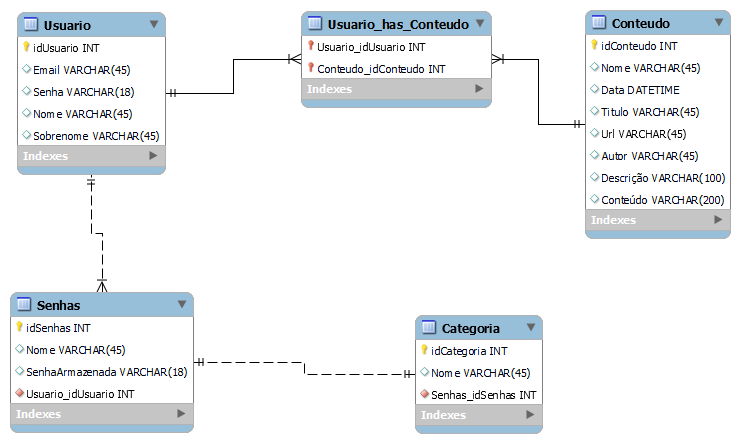 Usuario
idUsuario INT
Email VARCHAR(45)
Senha VARCHAR(18)
Nome VARCHAR(45)
Sobrenome VARCHAR(45)
Indexes
Usuario_has_Conteudo
Usuario_idUsuario INT
Conteudo_idConteudo INT
Indexes
Conteudo
idConteudo INT
Nome VARCHAR(45)
Data DATETIME
Titulo VARCHAR(45)
Url VARCHAR(45)
Autor VARCHAR(45)
Descrição VARCHAR(100)
Conteúdo VARCHAR(200)
Indexes
Senhas
idSenhas INT
Nome VARCHAR(45)
SenhaArmazenada VARCHAR(18)
Usuario_idUsuario INT
Indexes
Categoria
idCategoria INT
Nome VARCHAR(45)
Senhas_idSenhas INT
Indexes